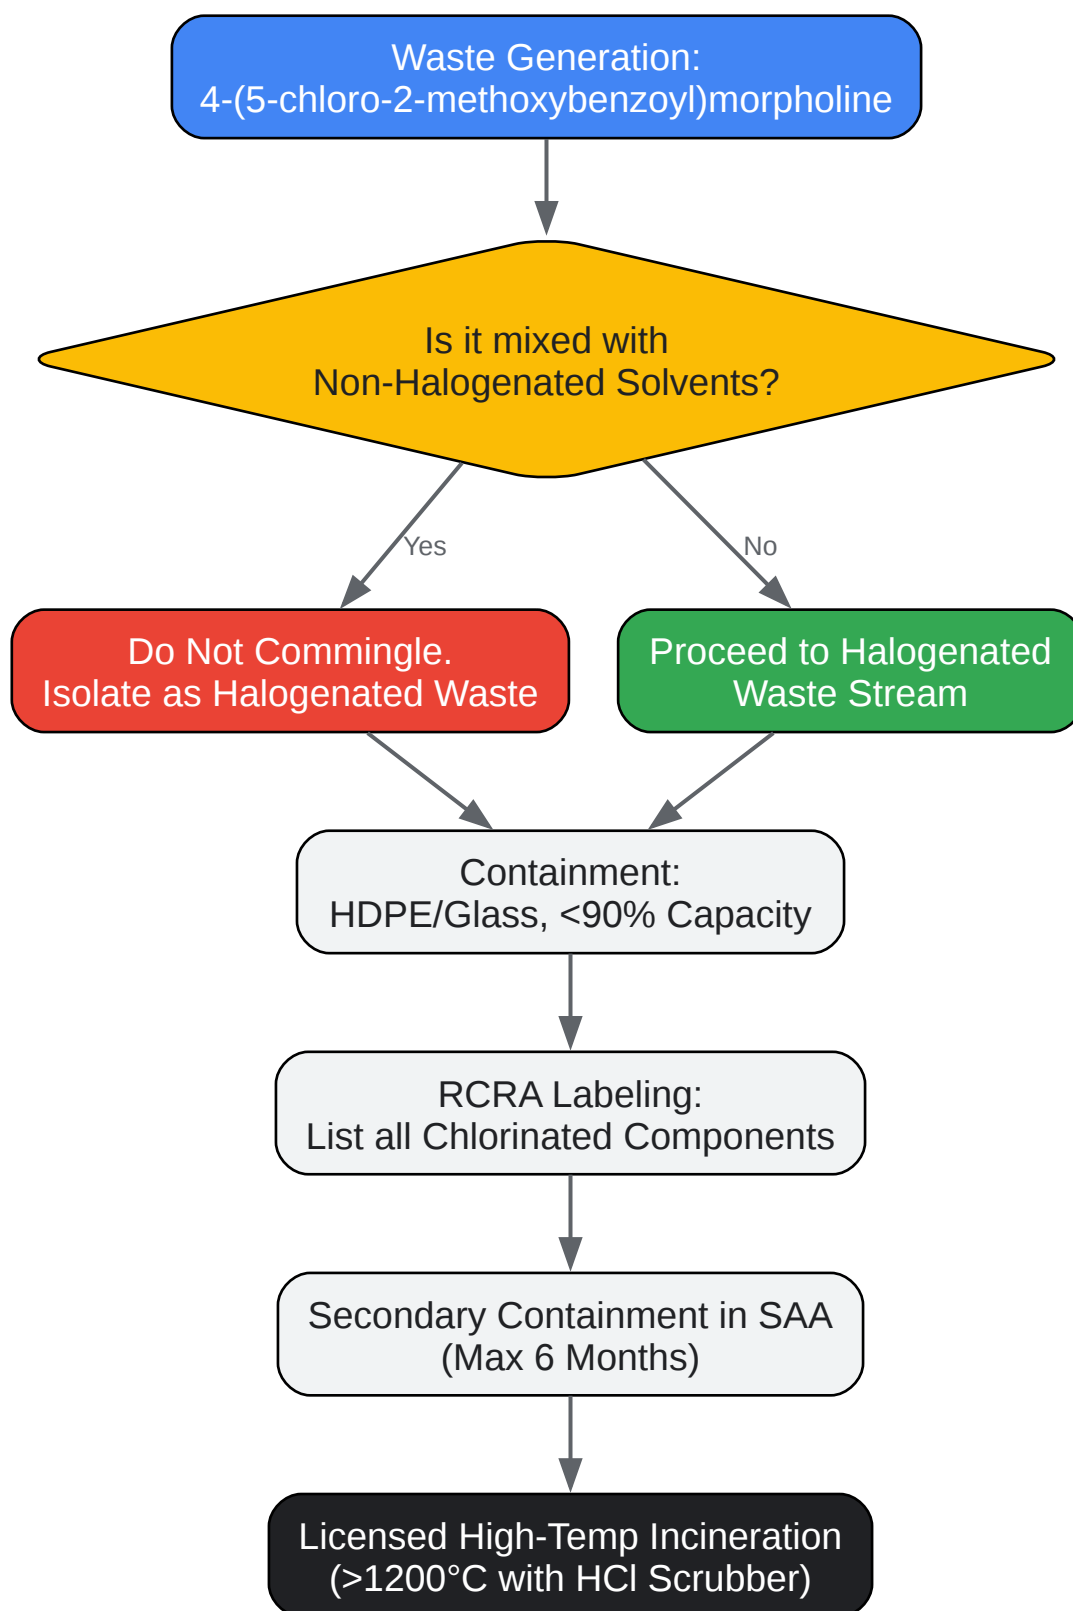 Waste Generation:
4-(5-chloro-2-methoxybenzoyl)morpholine
Is it mixed with
Non-Halogenated Solvents?
Yes
No
Do Not Commingle.
Isolate as Halogenated Waste
Proceed to Halogenated
Waste Stream
Containment:
HDPE/Glass, <90% Capacity
RCRA Labeling:
List all Chlorinated Components
Secondary Containment in SAA
(Max 6 Months)
Licensed High-Temp Incineration
(>1200°C with HCl Scrubber)